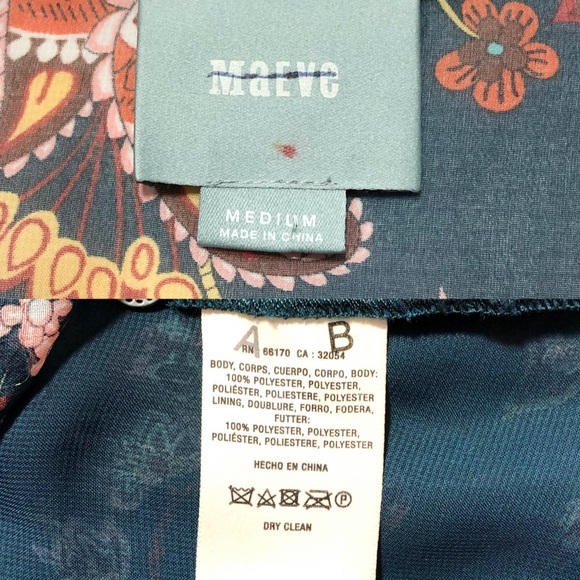 MaEve
MEDIUM
MADE IN CHINA
A B
RN 66170 CA : 32054
BODY, CORPS, CUERPO, CORPO, BODY:
100% POLYESTER, POLYESTER,
POLIÉSTER, POLIESTERE, POLYESTER
LINING, DOUBLURE, FORRO, FODERA,
FUTTER:
100% POLYESTER, POLYESTER,
POLIÉSTER, POLIESTERE, POLYESTER
HECHO EN CHINA
P
DRY CLEAN